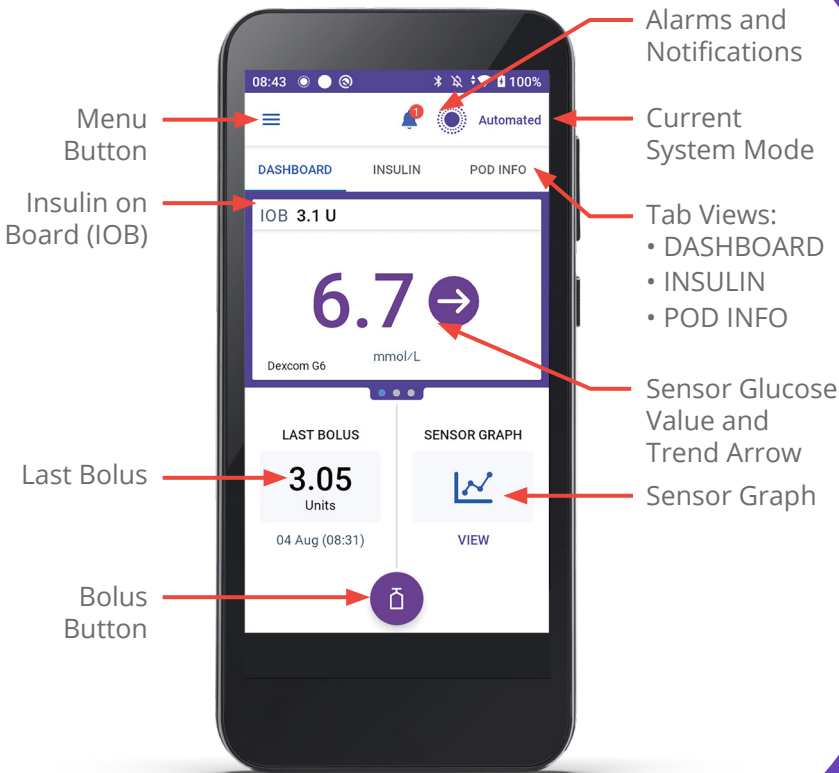 Alarms and
Notifications
08:43
100%
Menu
Button
1
Automated
Current
System Mode
DASHBOARD
INSULIN
POD INFO
Insulin on
Board (IOB)
IOB 3.1 U
Tab Views:
• DASHBOARD
• INSULIN
• POD INFO
6.7
mmol/L
Dexcom G6
Sensor Glucose
Value and
Trend Arrow
LAST BOLUS
SENSOR GRAPH
Last Bolus
3.05
Units
Sensor Graph
04 Aug (08:31)
VIEW
Bolus
Button